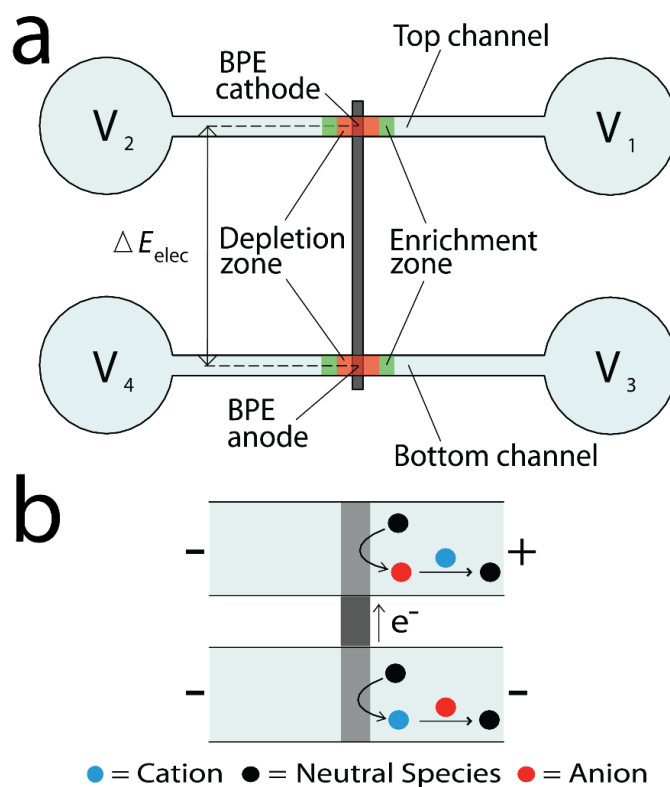 a
BPE
cathode
Top channel
V2
V1
Δ Eelec
Depletion
zone
Enrichment
zone
V4
V3
BPE
anode
Bottom channel
b
- +
e-
- -
= Cation = Neutral Species = Anion